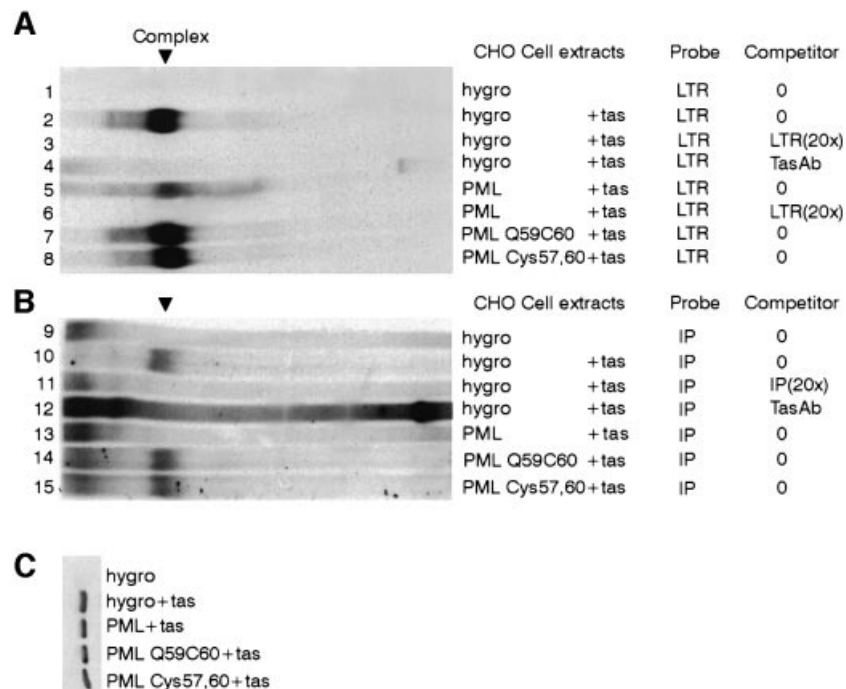 A
Complex
CHO Cell extracts Probe Competitor
1 hygro LTR 0
2 hygro +tas LTR 0
3 hygro +tas LTR LTR(20x)
4 hygro +tas LTR TasAb
5 PML +tas LTR 0
6 PML +tas LTR LTR(20x)
7 PML Q59C60 +tas LTR 0
8 PML Cys57,60+tas LTR 0
B
CHO Cell extracts Probe Competitor
9 hygro IP 0
10 hygro +tas IP 0
11 hygro +tas IP IP(20x)
12 hygro +tas IP TasAb
13 PML +tas IP 0
14 PML Q59C60 +tas IP 0
15 PML Cys57,60+tas IP 0
C
hygro
hygro+tas
PML+tas
PML Q59C60+tas
PML Cys57,60+tas